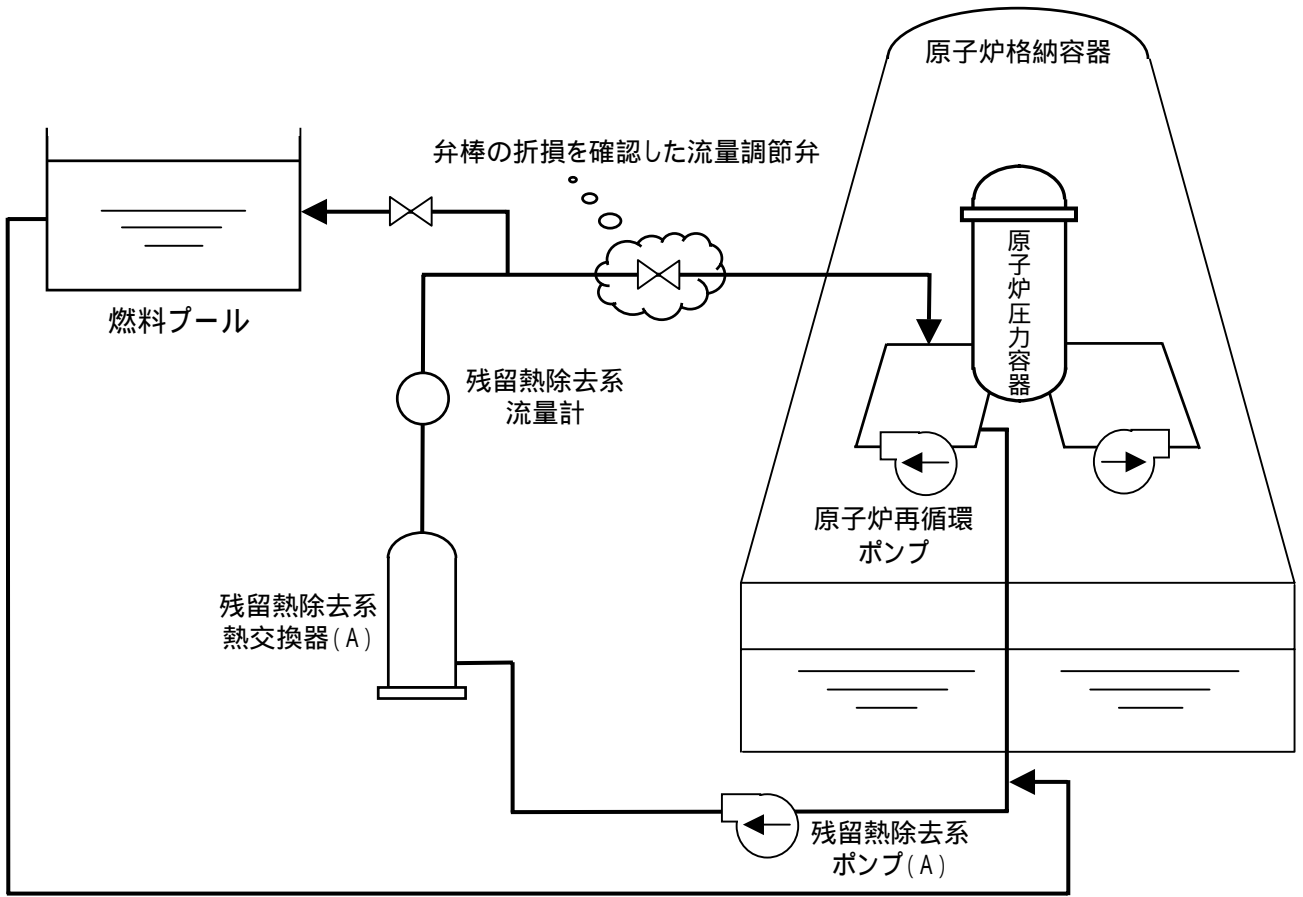 原子炉格納容器
弁棒の折損を確認した流量調節弁
原子炉圧力容器
燃料プール
残留熱除去系
流量計
原子炉再循環
ポンプ
残留熱除去系
熱交換器(A)
残留熱除去系
ポンプ(A)